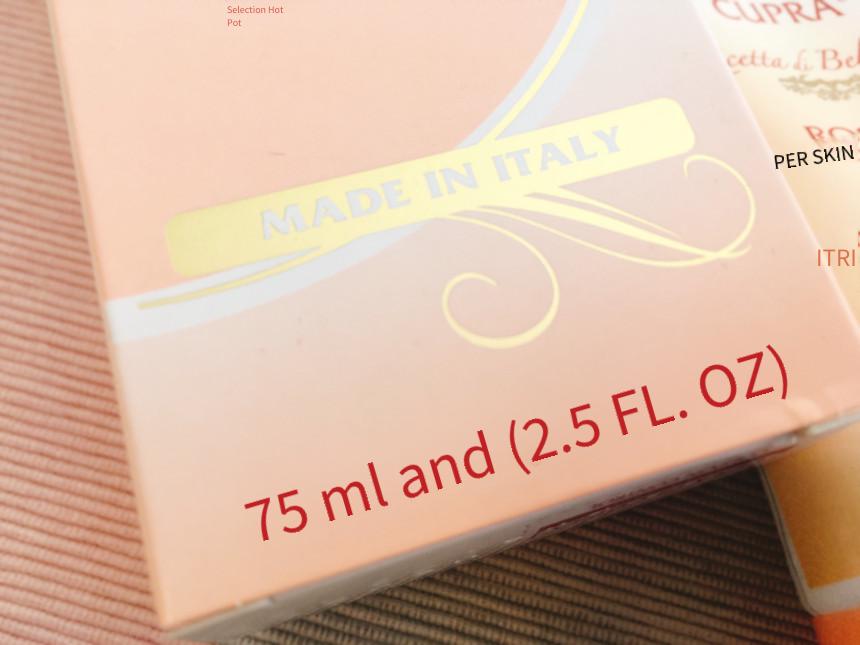 Selection Hot
Pot
CUPRA
cetta di Bel
PER SKIN
ITRI
MADE IN ITALY
75 ml and (2.5 FL. OZ)